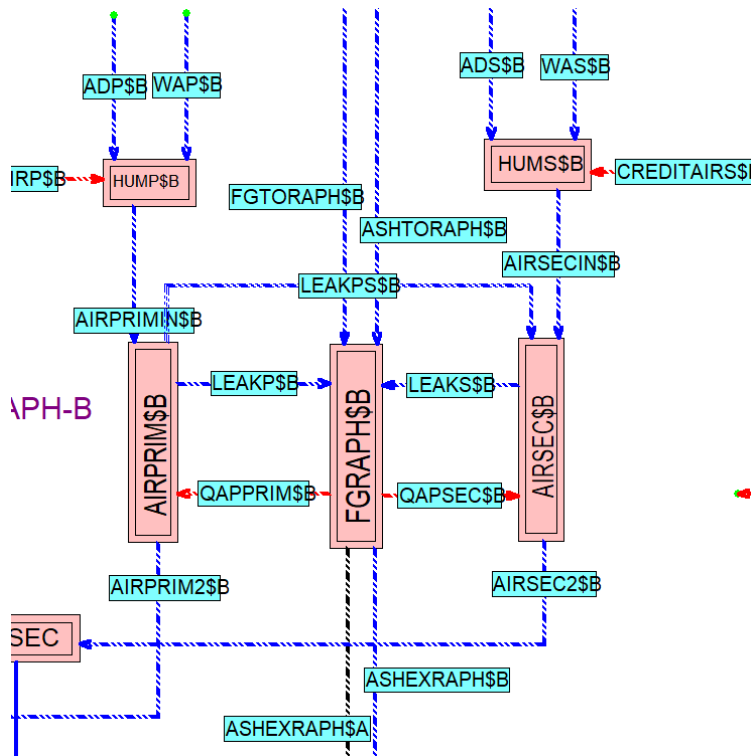 ADP$B
WAP$B
ADS$B
WAS$B
HUMP$B
HUMS$B
IRP$B
CREDITAIRS$
FGTORAPH$B
ASHTORAPH$B
AIRSECIN$B
LEAKPS$B
AIRPRIMIN$B
LEAKP$B
LEAKS$B
APH-B
AIRPRIM$B
FGRAPH$B
AIRSEC$B
QAPPRIM$B
QAPSEC$B
AIRPRIM2$B
AIRSEC2$B
SEC
ASHEXRAPH$B
ASHEXRAPH$A